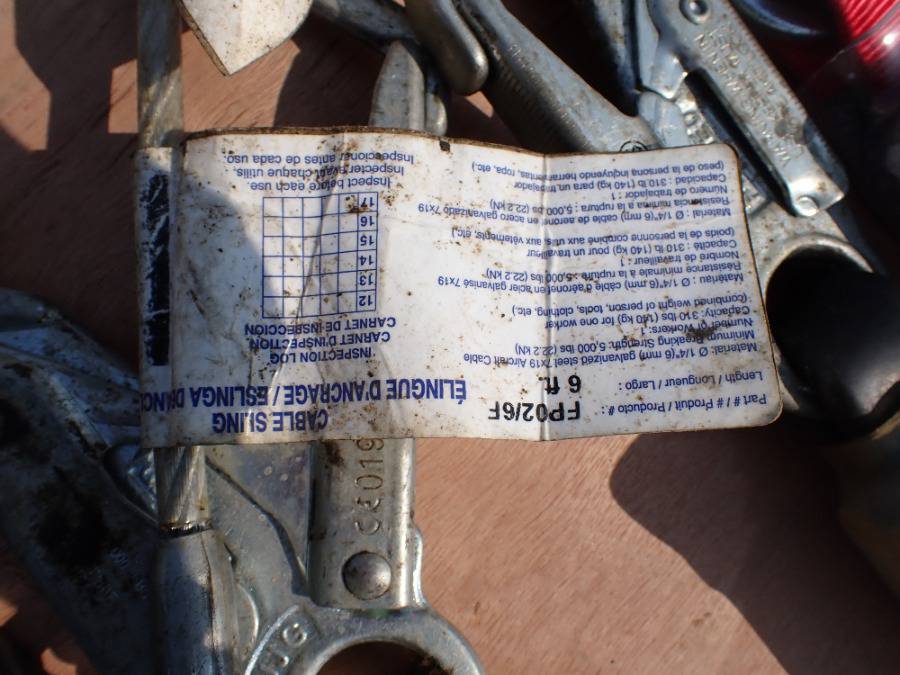 CABLE SLING
ÉLINGUE D'ANCRAGE / ESLINGA DE
Part # / # Produit / Producto # : FP02/6F
Length / Longueur / Largo : 6 ft.
Material: Ø 1/4"(6 mm) galvanized Steel 7x19 Aircraft Cable
Minimum Breaking Strength: 5,000 lbs (22.2 kN)
Number of Workers: 1
Capacity: 310 lbs (140 kg) for one worker
(Combined weight of person, tools, clothing, etc.)
Matériau : Ø 1/4"(6 mm) cable d'aéronef en acier galvanisé 7x19
Résistance minimale à la rupture : 5,000 lbs (22.2 kN)
Nombre de travailleur : 1
Capacité : 310 lb (140 kg) pour un travailleur
(poids de la personne combiné aux utils, aux vêtements, etc.)
Material : Ø 1/4"(6 mm) cable de aerone en acero galvanizado 7x19
Resistencia minima a la ruptura : 5,000 lbs (22.2 kN)
Número de trabajador : 1
Capacidad : 310 lb (140 kg) para un trabajador
(peso de la persona incluyendo herramientas, ropa, etc.)
INSPECTION LOG
CARNET D'INSPECTION
CARNET DE INSPECCIÓN
12
13
14
15
16
17
Inspect before each use.
Inspecter avant chaque utilis.
Inspeccionar antes de cada uso.